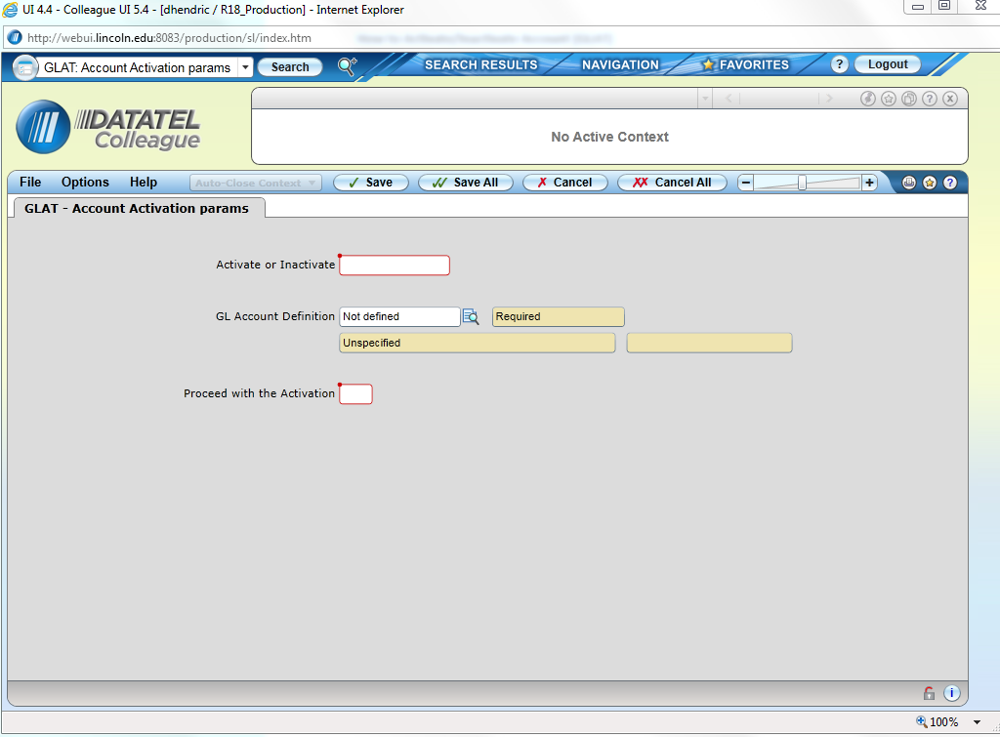 UI 4.4 - Colleague UI 5.4 - [dhendric / R18_Production] - Internet Explorer
http://webui.lincoln.edu:8083/production/sl/index.htm
GLAT: Account Activation params Search SEARCH RESULTS NAVIGATION FAVORITES ? Logout
DATATEL
Colleague
?
No Active Context
File Options Help Auto-Close Context Save Save All Cancel Cancel All ?
GLAT - Account Activation params
Activate or Inactivate
GL Account Definition Not defined Required
Unspecified
Proceed with the Activation
100%